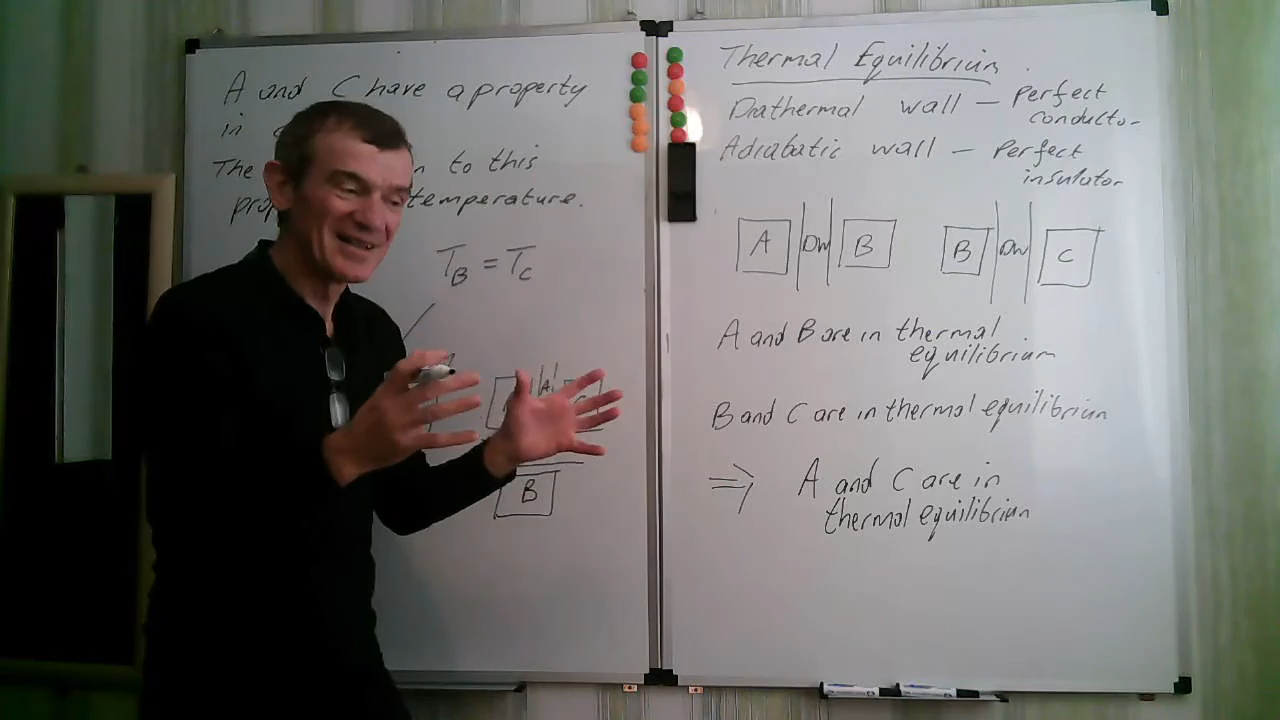 A and C have a property
in
The to this
temperature.
T_B = T_C
A
B
Thermal Equilibrium.
Diathermal wall — Perfect
conductor
Adiabatic wall — Perfect
insulator
A DW B B DW C
A and B are in thermal
equilibrium
B and C are in thermal equilibrium
⇒ A and C are in
thermal equilibrium